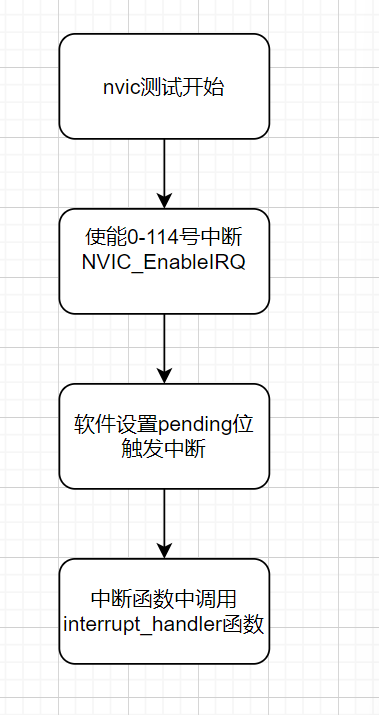 nvic测试开始
使能0-114号中断
NVIC_EnableIRQ
软件设置pending位
触发中断
中断函数中调用
interrupt_handler函数